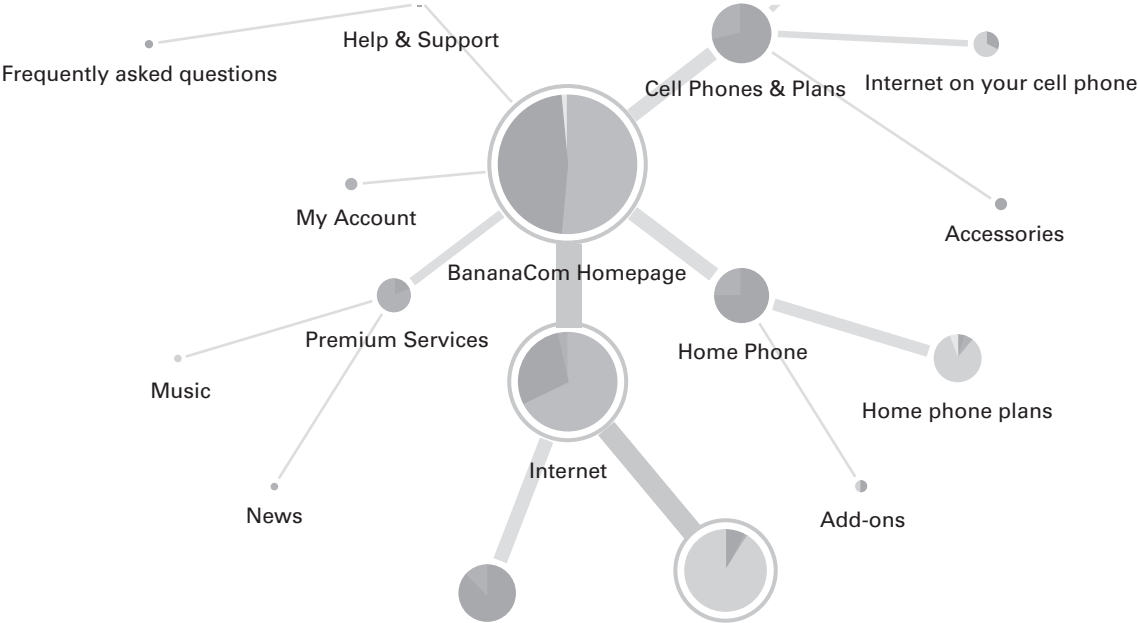 Help & Support
Frequently asked questions
Cell Phones & Plans
Internet on your cell phone
My Account
Accessories
BananaCom Homepage
Premium Services
Home Phone
Music
Home phone plans
Internet
News
Add-ons